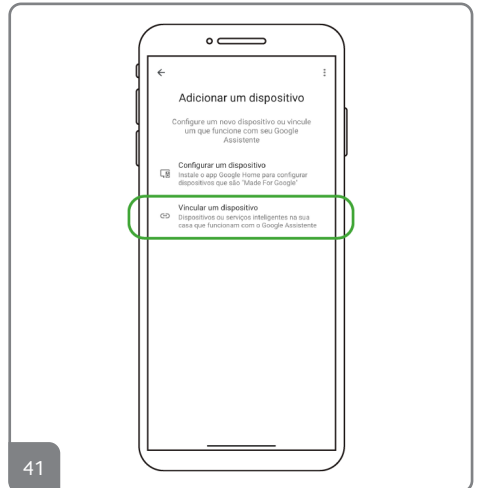 Adicionar um dispositivo
Configure um novo dispositivo ou vincule
um que funcione com seu Google
Assistente
Configurar um dispositivo
Instale o app Google Home para configurar
dispositivos que são "Made For Google"
Vincular um dispositivo
Dispositivos ou serviços inteligentes na sua
casa que funcionam com o Google Assistente
41